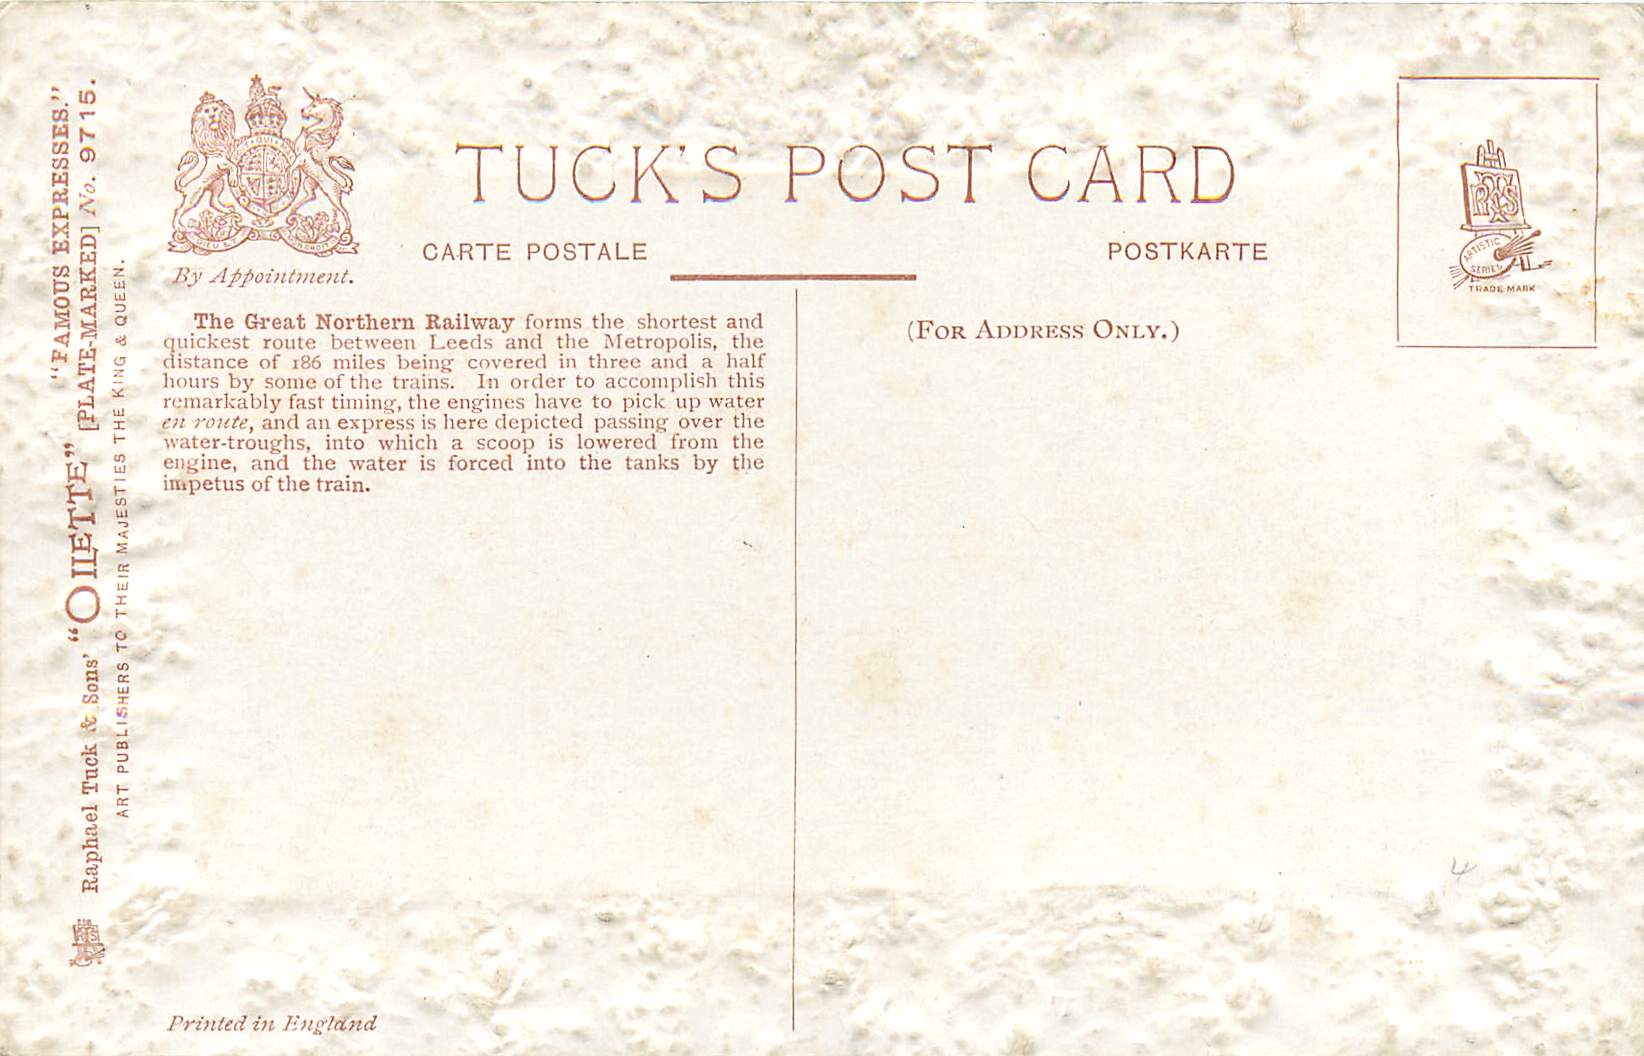 TUCK'S POST CARD
CARTE POSTALE
POSTKARTE
By Appointment.
The Great Northern Railway forms the shortest and
quickest route between Leeds and the Metropolis, the
distance of 186 miles being covered in three and a half
hours by some of the trains. In order to accomplish this
remarkably fast timing, the engines have to pick up water
en route, and an express is here depicted passing over the
water-troughs, into which a scoop is lowered from the
engine, and the water is forced into the tanks by the
impetus of the train.
(FOR ADDRESS ONLY.)
ARTISTIC
SERIES
TRADE MARK
Raphael Tuck & Sons' "OILETTE" [PLATE-MARKED] No. 9715.
"FAMOUS EXPRESSES."
ART PUBLISHERS TO THEIR MAJESTIES THE KING & QUEEN.
Printed in England
4